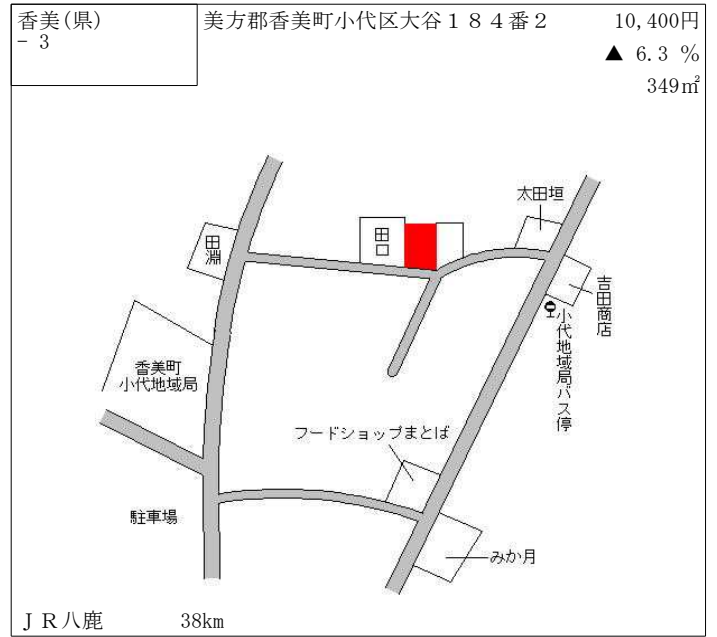 香美(県)
- 3
美方郡香美町小代区大谷１８４番２
10,400円
▲ 6.3 %
349㎡
太田垣
田淵
田口
吉田商店
小代地域局バス停
香美町
小代地域局
フードショップまとば
駐車場
みか月
ＪＲ八鹿 38km